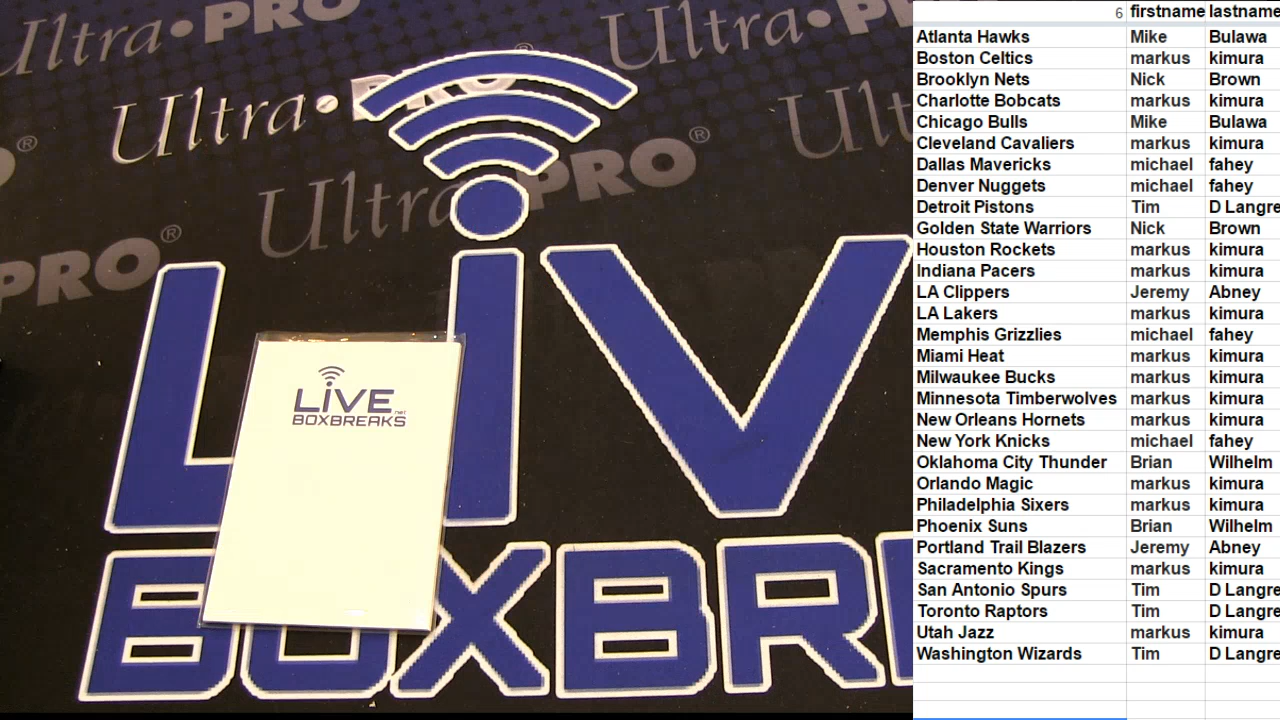 Ultra•PRO
Ultra•PRO®
Ultra•PRO®
Ultra
PRO®
LiVE
BOXBRE
LiVE.net
BOXBREAKS
6 firstname lastname
Atlanta Hawks Mike Bulawa
Boston Celtics markus kimura
Brooklyn Nets Nick Brown
Charlotte Bobcats markus kimura
Chicago Bulls Mike Bulawa
Cleveland Cavaliers markus kimura
Dallas Mavericks michael fahey
Denver Nuggets michael fahey
Detroit Pistons Tim D Langre
Golden State Warriors Nick Brown
Houston Rockets markus kimura
Indiana Pacers markus kimura
LA Clippers Jeremy Abney
LA Lakers markus kimura
Memphis Grizzlies michael fahey
Miami Heat markus kimura
Milwaukee Bucks markus kimura
Minnesota Timberwolves markus kimura
New Orleans Hornets markus kimura
New York Knicks michael fahey
Oklahoma City Thunder Brian Wilhelm
Orlando Magic markus kimura
Philadelphia Sixers markus kimura
Phoenix Suns Brian Wilhelm
Portland Trail Blazers Jeremy Abney
Sacramento Kings markus kimura
San Antonio Spurs Tim D Langre
Toronto Raptors Tim D Langre
Utah Jazz markus kimura
Washington Wizards Tim D Langre